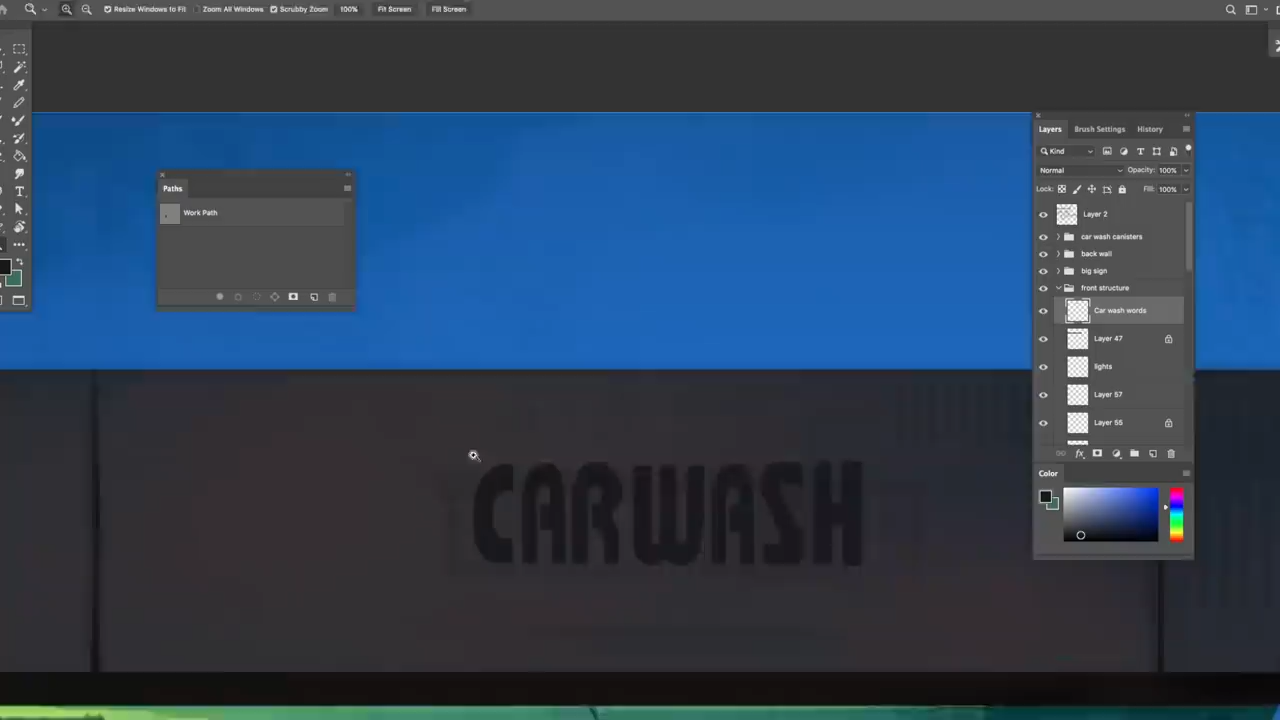 Resize Windows to Fit Zoom All Windows Scrubby Zoom 100% Fit Screen Fill Screen
Paths
Work Path
Layers Brush Settings History
Kind
Normal Opacity: 100%
Lock: Fill: 100%
Layer 2
car wash canisters
back wall
big sign
front structure
Car wash words
Layer 47
lights
Layer 57
Layer 55
fx
Color
CARWASH